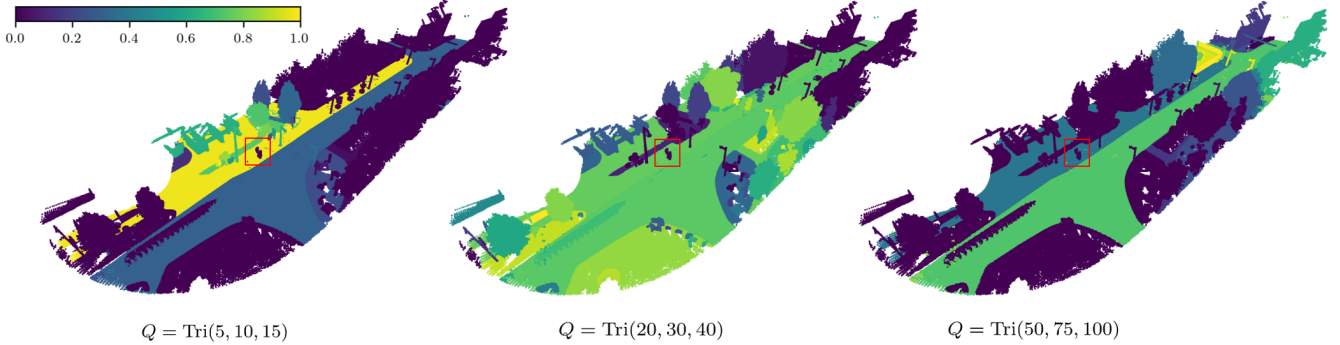 0.0 0.2 0.4 0.6 0.8 1.0
Q = Tri(5, 10, 15)
Q = Tri(20, 30, 40)
Q = Tri(50, 75, 100)